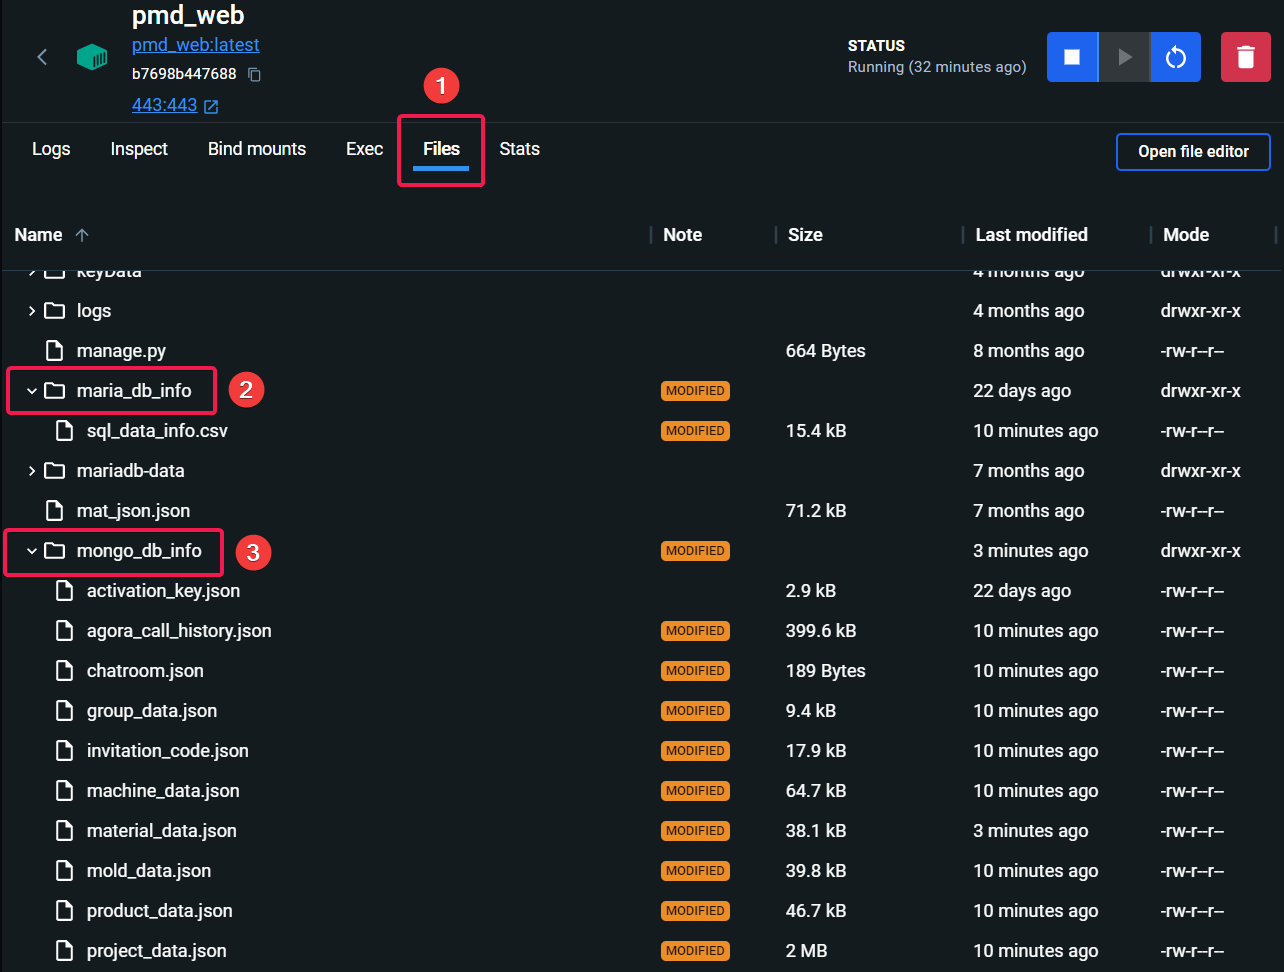 pmd_web
pmd_web:latest
b7698b447688
443:443
STATUS
Running (32 minutes ago)
1
Logs Inspect Bind mounts Exec Files Stats Open file editor
Name Note Size Last modified Mode
keyData 4 months ago drwxr-xr-x
logs 4 months ago drwxr-xr-x
manage.py 664 Bytes 8 months ago -rw-r--r--
maria_db_info 2 MODIFIED 22 days ago drwxr-xr-x
sql_data_info.csv MODIFIED 15.4 kB 10 minutes ago -rw-r--r--
mariadb-data 7 months ago drwxr-xr-x
mat_json.json 71.2 kB 7 months ago -rw-r--r--
mongo_db_info 3 MODIFIED 3 minutes ago drwxr-xr-x
activation_key.json 2.9 kB 22 days ago -rw-r--r--
agora_call_history.json MODIFIED 399.6 kB 10 minutes ago -rw-r--r--
chatroom.json MODIFIED 189 Bytes 10 minutes ago -rw-r--r--
group_data.json MODIFIED 9.4 kB 10 minutes ago -rw-r--r--
invitation_code.json MODIFIED 17.9 kB 10 minutes ago -rw-r--r--
machine_data.json MODIFIED 64.7 kB 10 minutes ago -rw-r--r--
material_data.json MODIFIED 38.1 kB 3 minutes ago -rw-r--r--
mold_data.json MODIFIED 39.8 kB 10 minutes ago -rw-r--r--
product_data.json MODIFIED 46.7 kB 10 minutes ago -rw-r--r--
project_data.json MODIFIED 2 MB 10 minutes ago -rw-r--r--